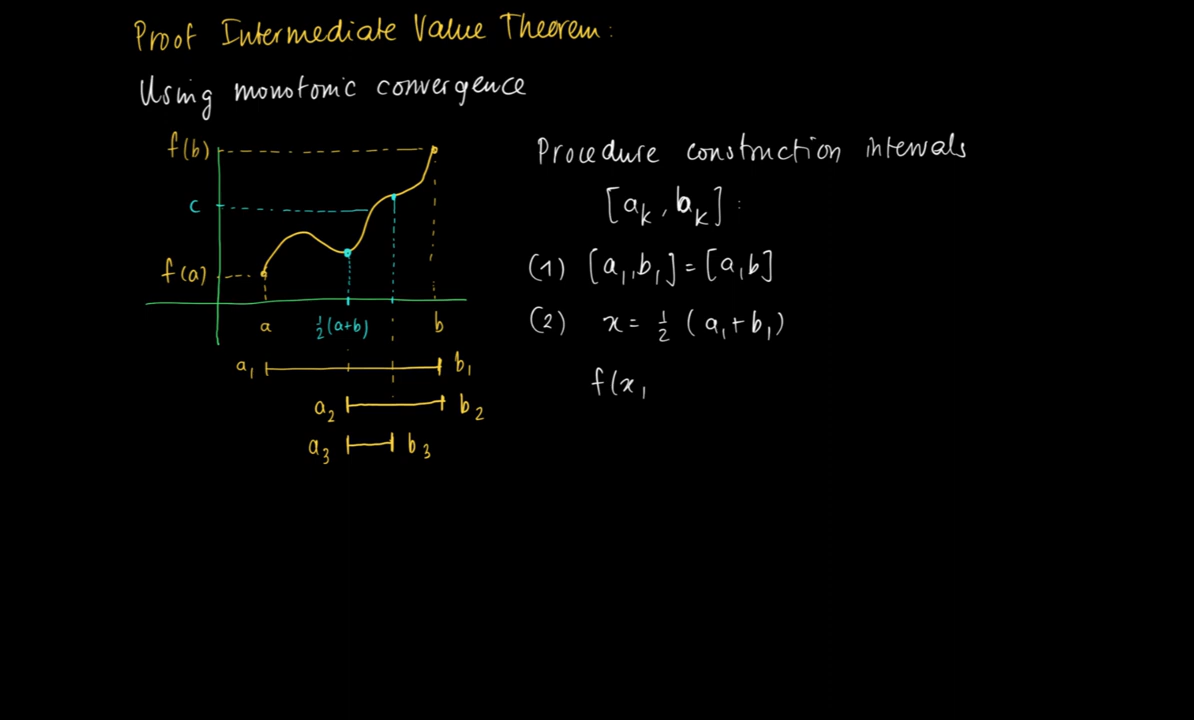 Proof Intermediate Value Theorem:
Using monotonic convergence
f(b)
c
f(a)
a
½(a+b)
b
a₁
b₁
a₂
b₂
a₃
b₃
Procedure construction intervals
[aₖ, bₖ]:
(1) [a₁, b₁] = [a, b]
(2) x = ½ (a₁ + b₁)
f(x,